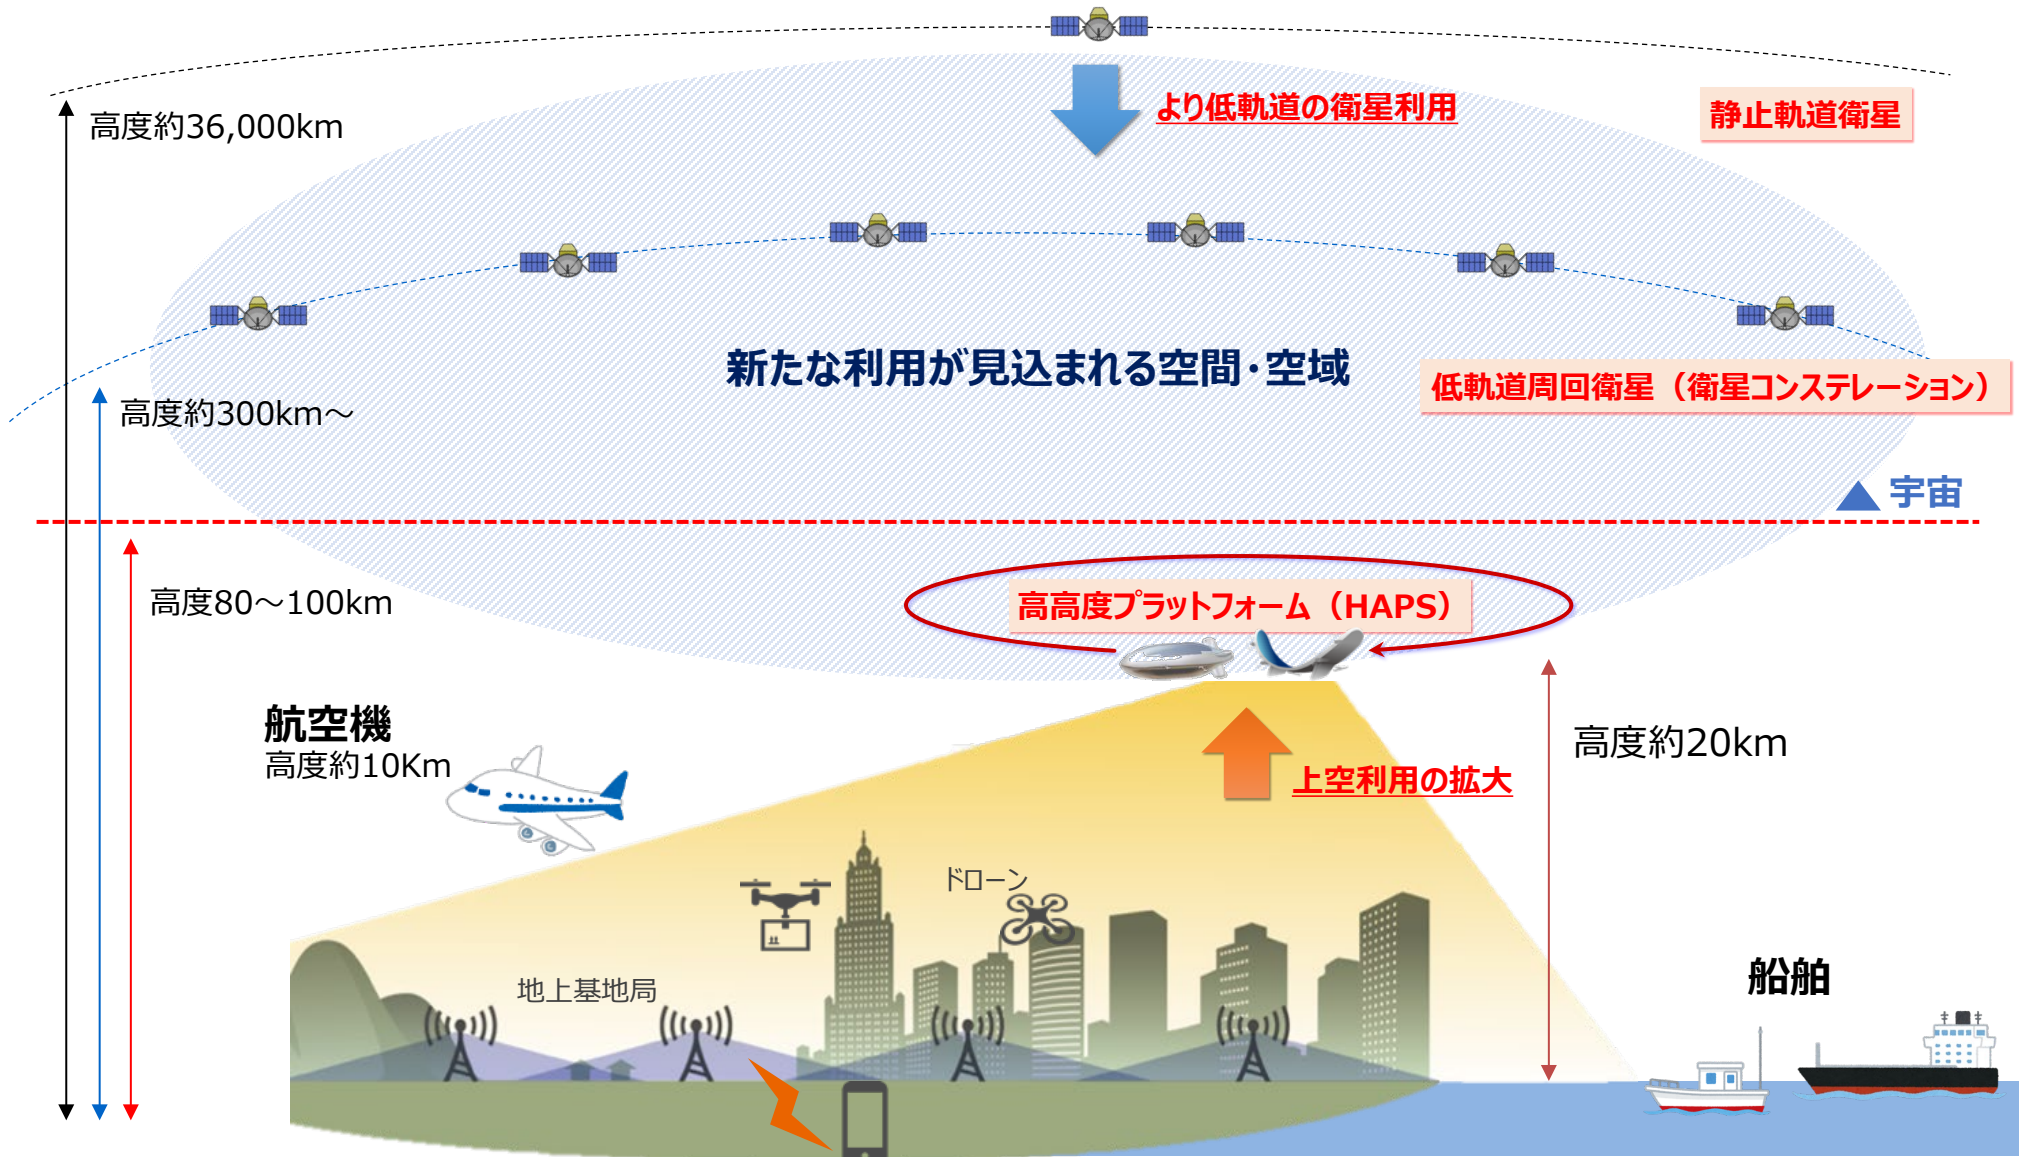 より低軌道の衛星利用
静止軌道衛星
高度約36,000km
新たな利用が見込まれる空間・空域
低軌道周回衛星（衛星コンステレーション）
高度約300km～
宇宙
高度80～100km
高高度プラットフォーム（HAPS）
航空機
高度約10Km
高度約20km
上空利用の拡大
ドローン
地上基地局
船舶